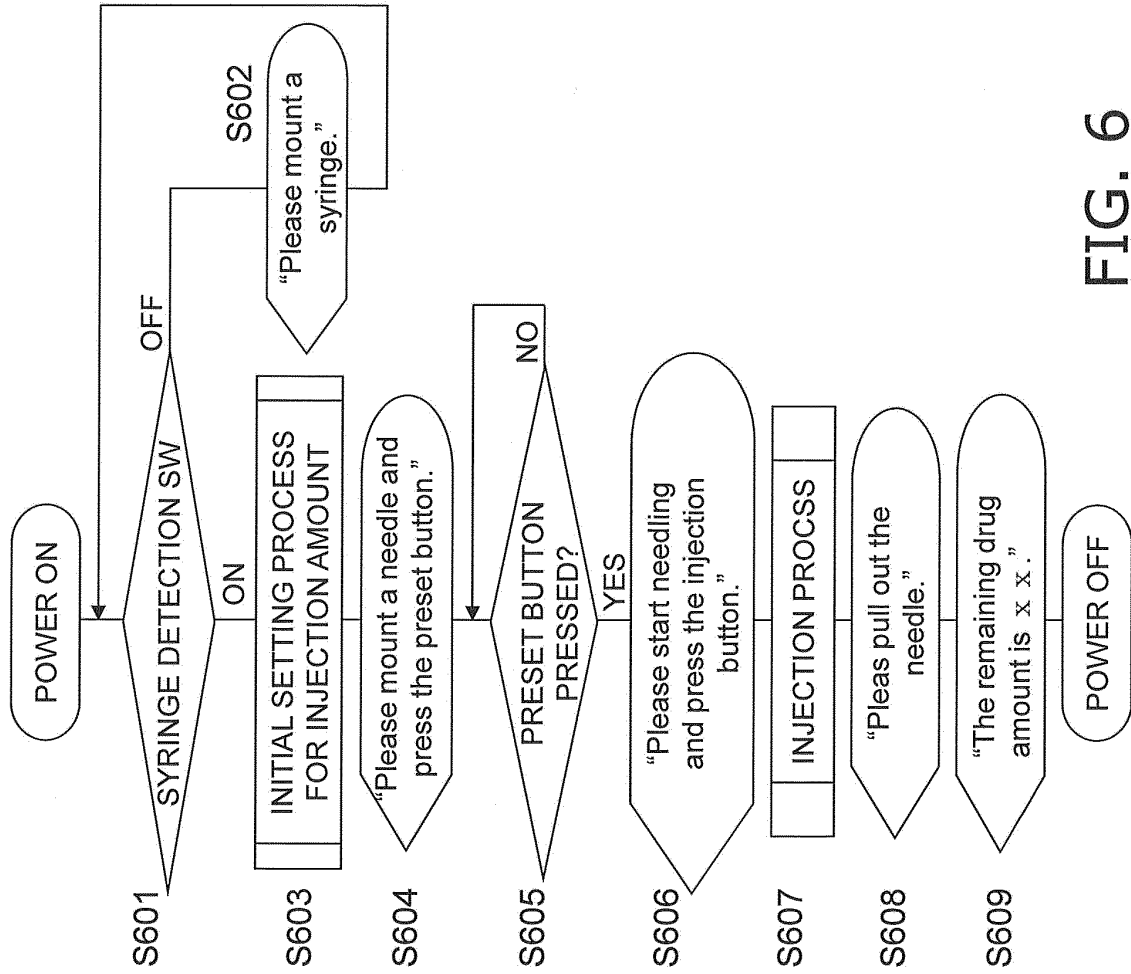 POWER ON
S601
SYRINGE DETECTION SW
OFF
ON
S602
“Please mount a
syringe.”
S603
INITIAL SETTING PROCESS
FOR INJECTION AMOUNT
S604
“Please mount a needle and
press the preset button.”
S605
PRESET BUTTON
PRESSED?
NO
YES
S606
“Please start needling
and press the injection
button.”
S607
INJECTION PROCSS
S608
“Pleas pull out the
needle.”
S609
“The remaining drug
amount is x x .”
POWER OFF
FIG. 6